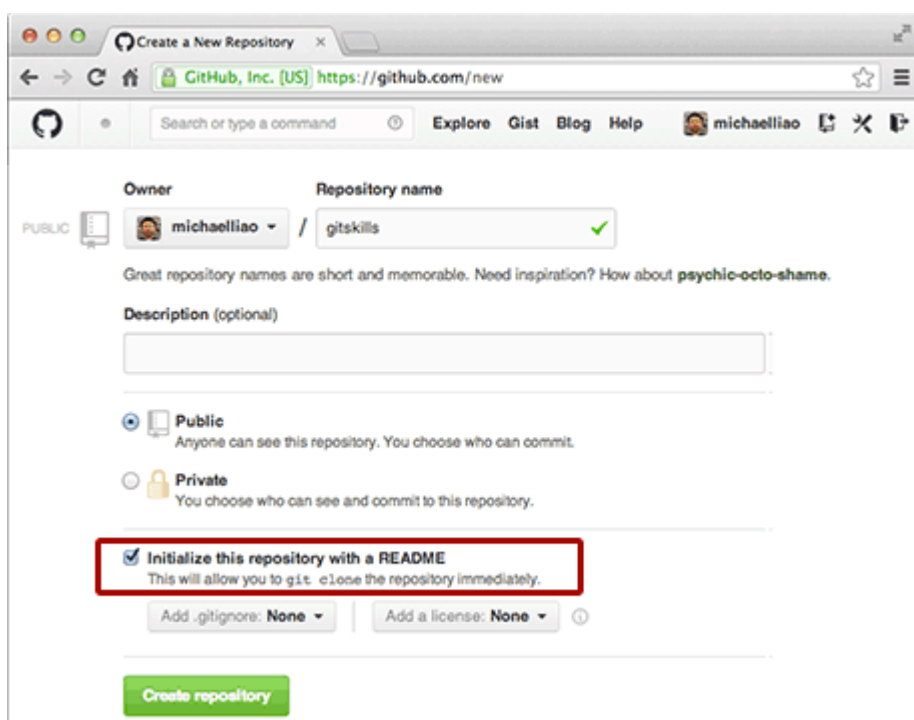 Create a New Repository
GitHub, Inc. [US] https://github.com/new
Search or type a command Explore Gist Blog Help michaelliao
Owner Repository name
PUBLIC michaelliao / gitskills
Great repository names are short and memorable. Need inspiration? How about psychic-octo-shame.
Description (optional)
Public
Anyone can see this repository. You choose who can commit.
Private
You choose who can see and commit to this repository.
Initialize this repository with a README
This will allow you to git clone the repository immediately.
Add .gitignore: None Add a license: None
Create repository